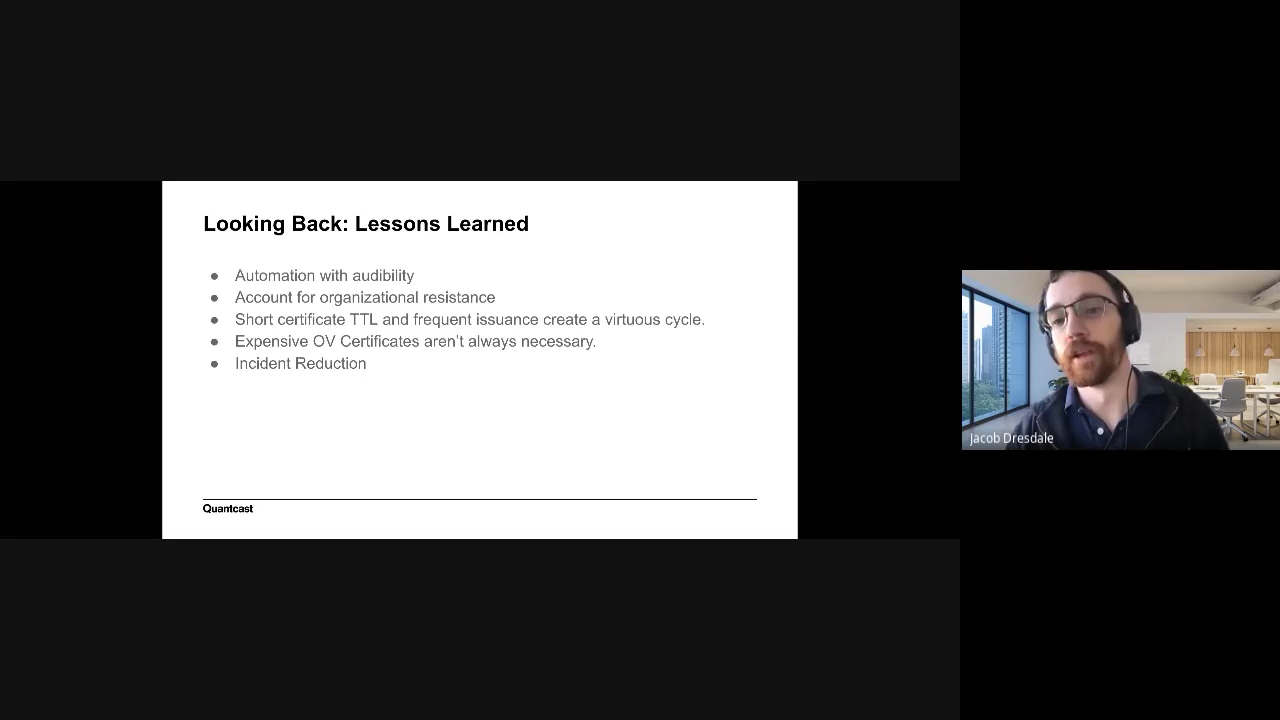 Looking Back: Lessons Learned
● Automation with audibility
● Account for organizational resistance
● Short certificate TTL and frequent issuance create a virtuous cycle.
● Expensive OV Certificates aren’t always necessary.
● Incident Reduction
Quantcast
Jacob Dresdale